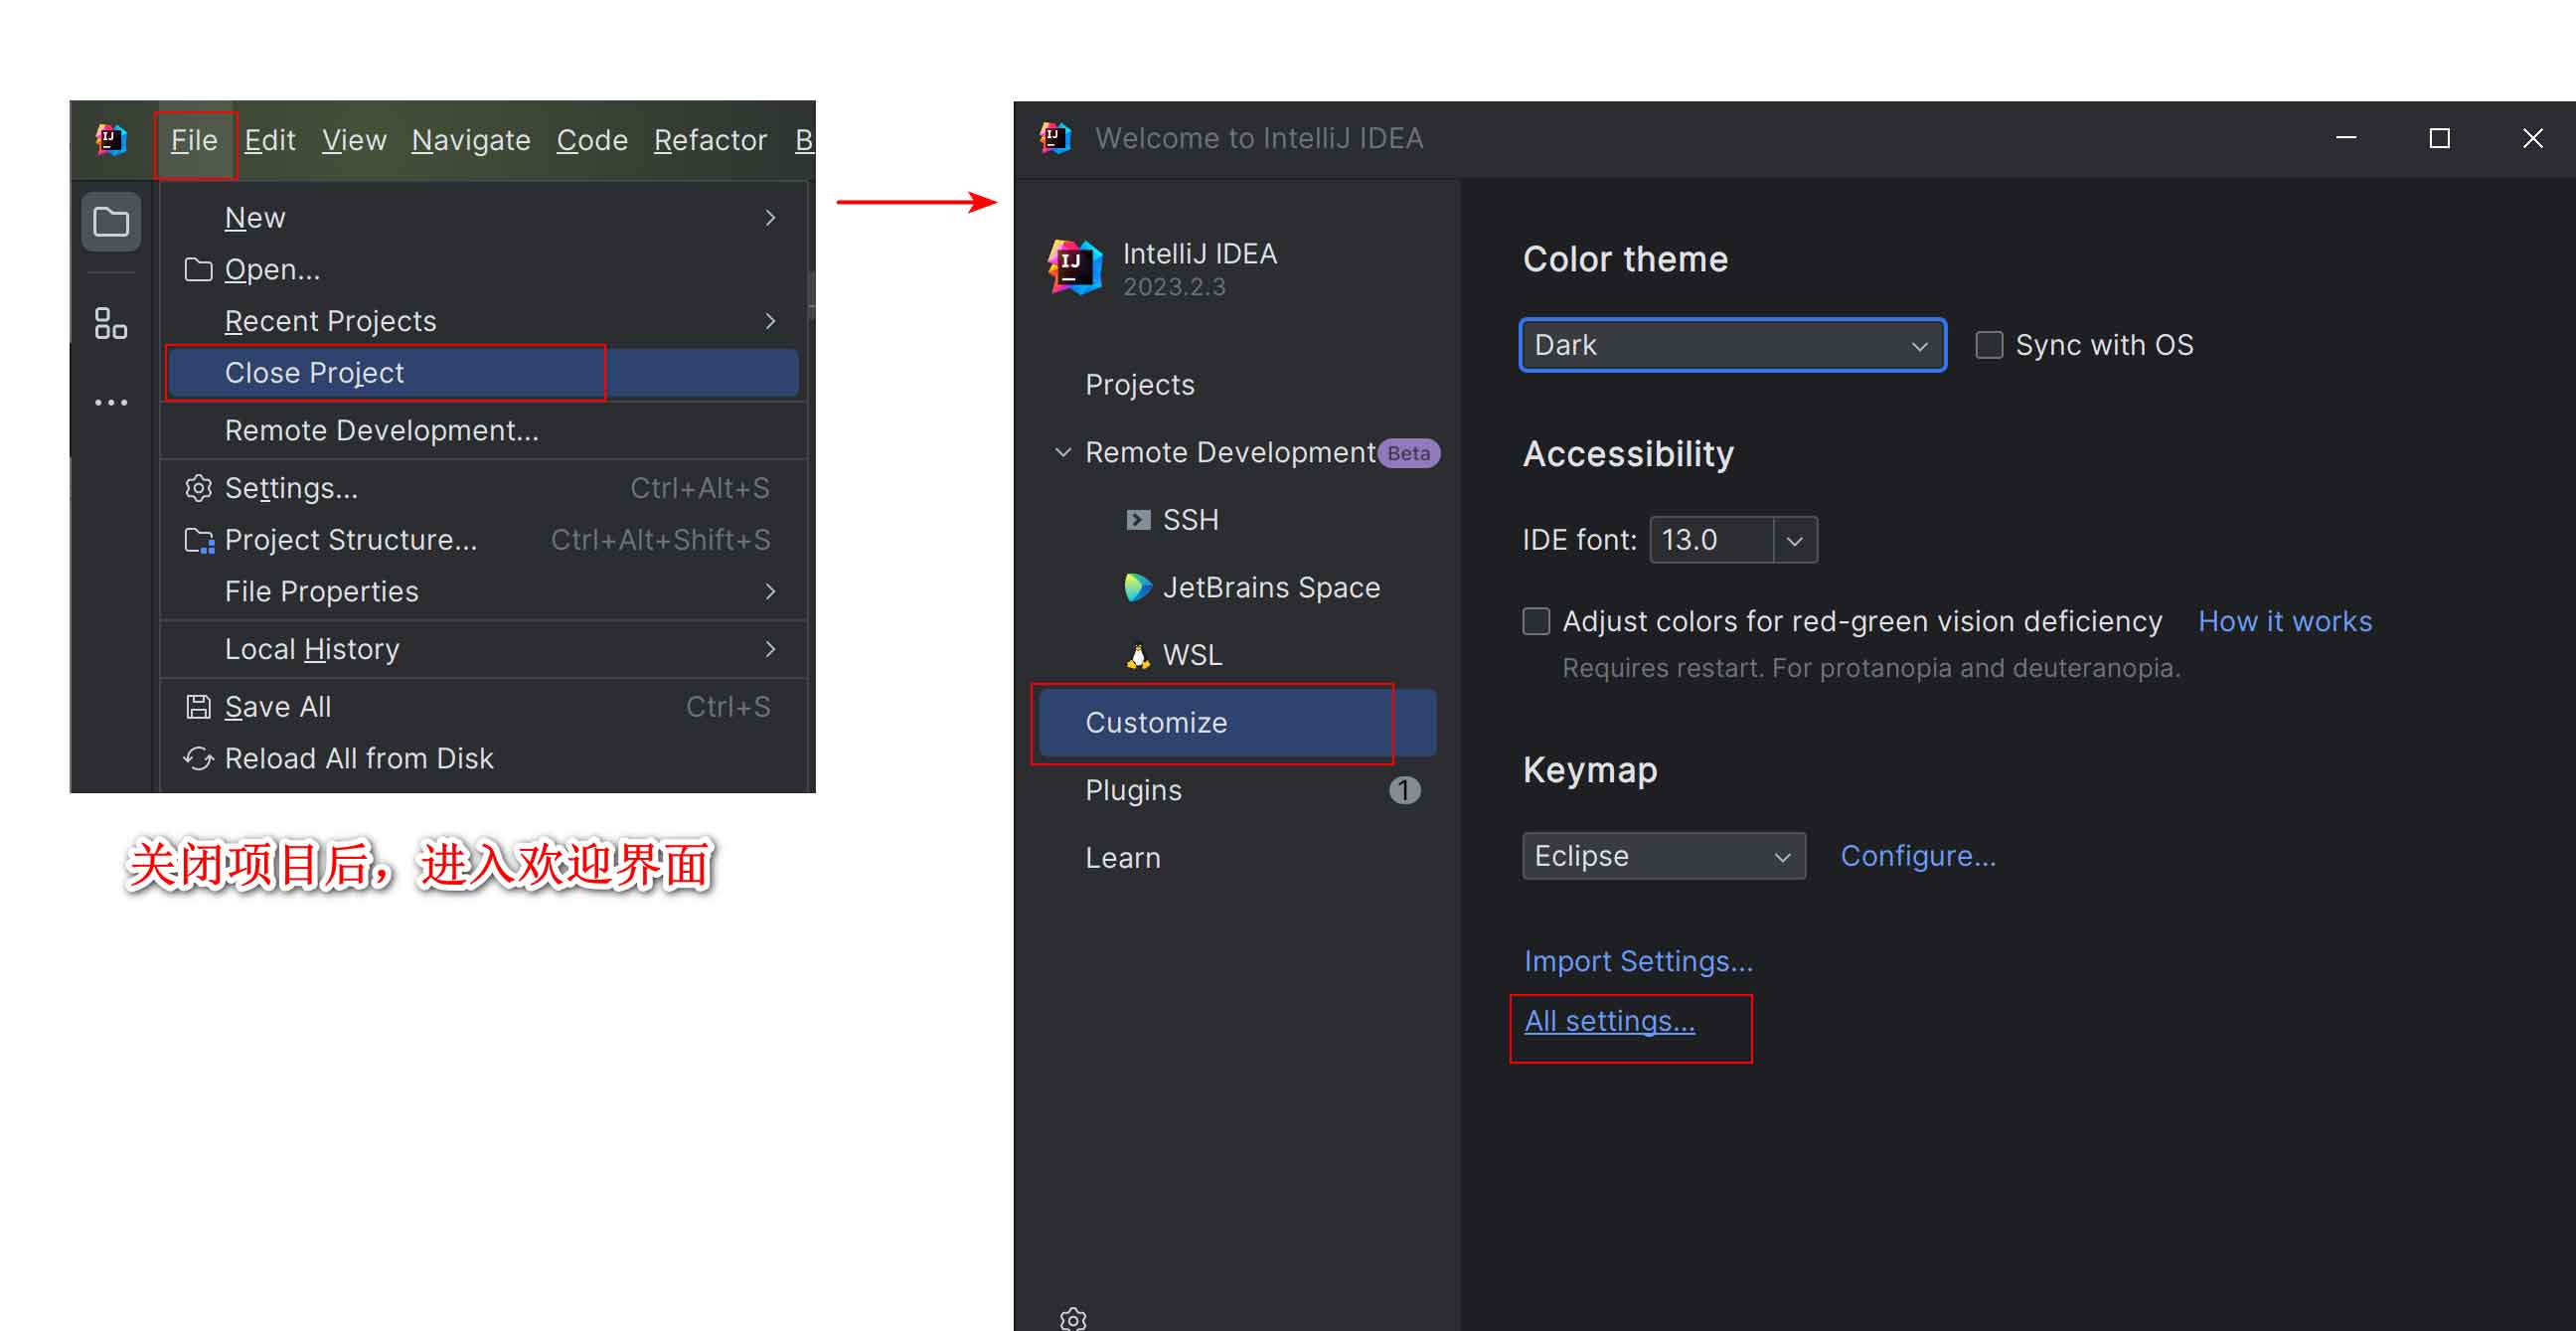 File Edit View Navigate Code Refactor B
New
Open...
Recent Projects
Close Project
Remote Development...
Settings... Ctrl+Alt+S
Project Structure... Ctrl+Alt+Shift+S
File Properties
Local History
Save All Ctrl+S
Reload All from Disk
关闭项目后，进入欢迎界面
Welcome to IntelliJ IDEA
IntelliJ IDEA
2023.2.3
Projects
Remote Development Beta
SSH
JetBrains Space
WSL
Customize
Plugins 1
Learn
Color theme
Dark Sync with OS
Accessibility
IDE font: 13.0
Adjust colors for red-green vision deficiency How it works
Requires restart. For protanopia and deuteranopia.
Keymap
Eclipse Configure...
Import Settings...
All settings...